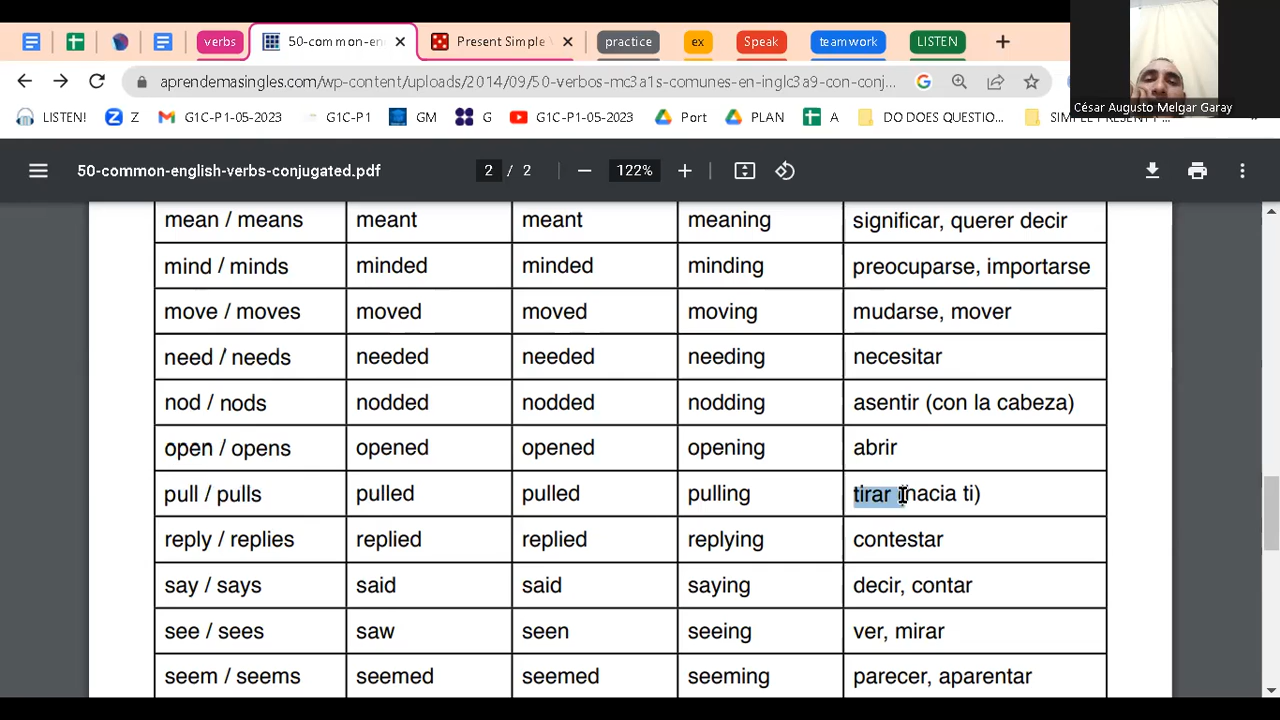 verbs
50-common-en
Present Simple
practice
ex
Speak
teamwork
LISTEN
aprendemasingles.com/wp-content/uploads/2014/09/50-verbos-mc3a1s-comunes-en-inglc3a9-con-conj...
César Augusto Melgar Garay
LISTEN!
Z
G1C-P1-05-2023
G1C-P1
GM
G
G1C-P1-05-2023
Port
PLAN
A
DO DOES QUESTIO...
50-common-english-verbs-conjugated.pdf
2 / 2
122%
mean / means meant meant meaning significar, querer decir
mind / minds minded minded minding preocuparse, importarse
move / moves moved moved moving mudarse, mover
need / needs needed needed needing necesitar
nod / nods nodded nodded nodding asentir (con la cabeza)
open / opens opened opened opening abrir
pull / pulls pulled pulled pulling tirar (hacia ti)
reply / replies replied replied replying contestar
say / says said said saying decir, contar
see / sees saw seen seeing ver, mirar
seem / seems seemed seemed seeming parecer, aparentar